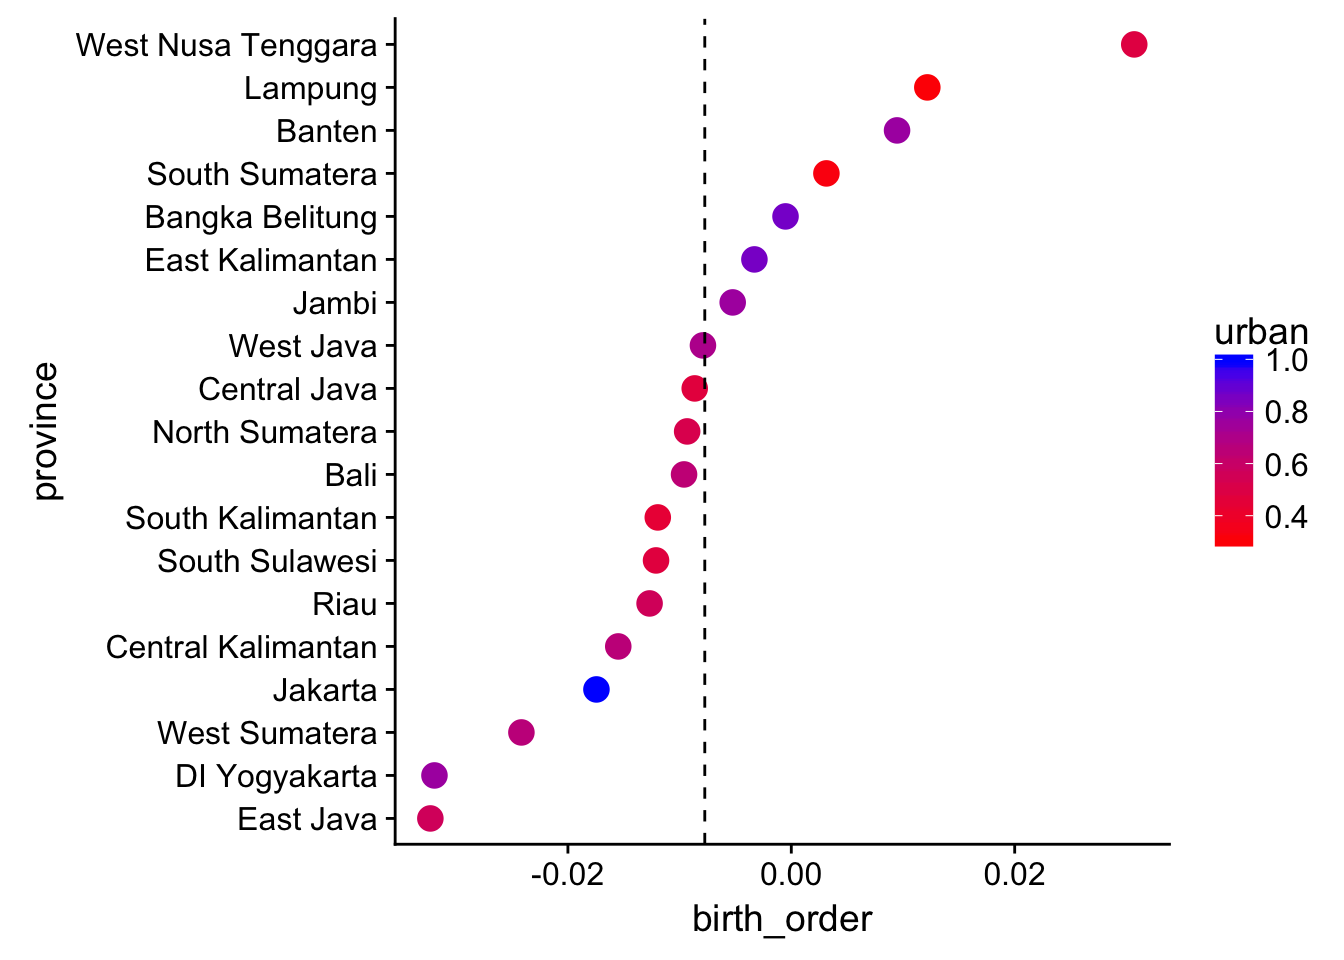 West Nusa Tenggara
Lampung
Banten
South Sumatera
Bangka Belitung
East Kalimantan
Jambi
West Java
Central Java
North Sumatera
Bali
South Kalimantan
South Sulawesi
Riau
Central Kalimantan
Jakarta
West Sumatera
DI Yogyakarta
East Java
province
-0.02 0.00 0.02
birth_order
urban
1.0
0.8
0.6
0.4